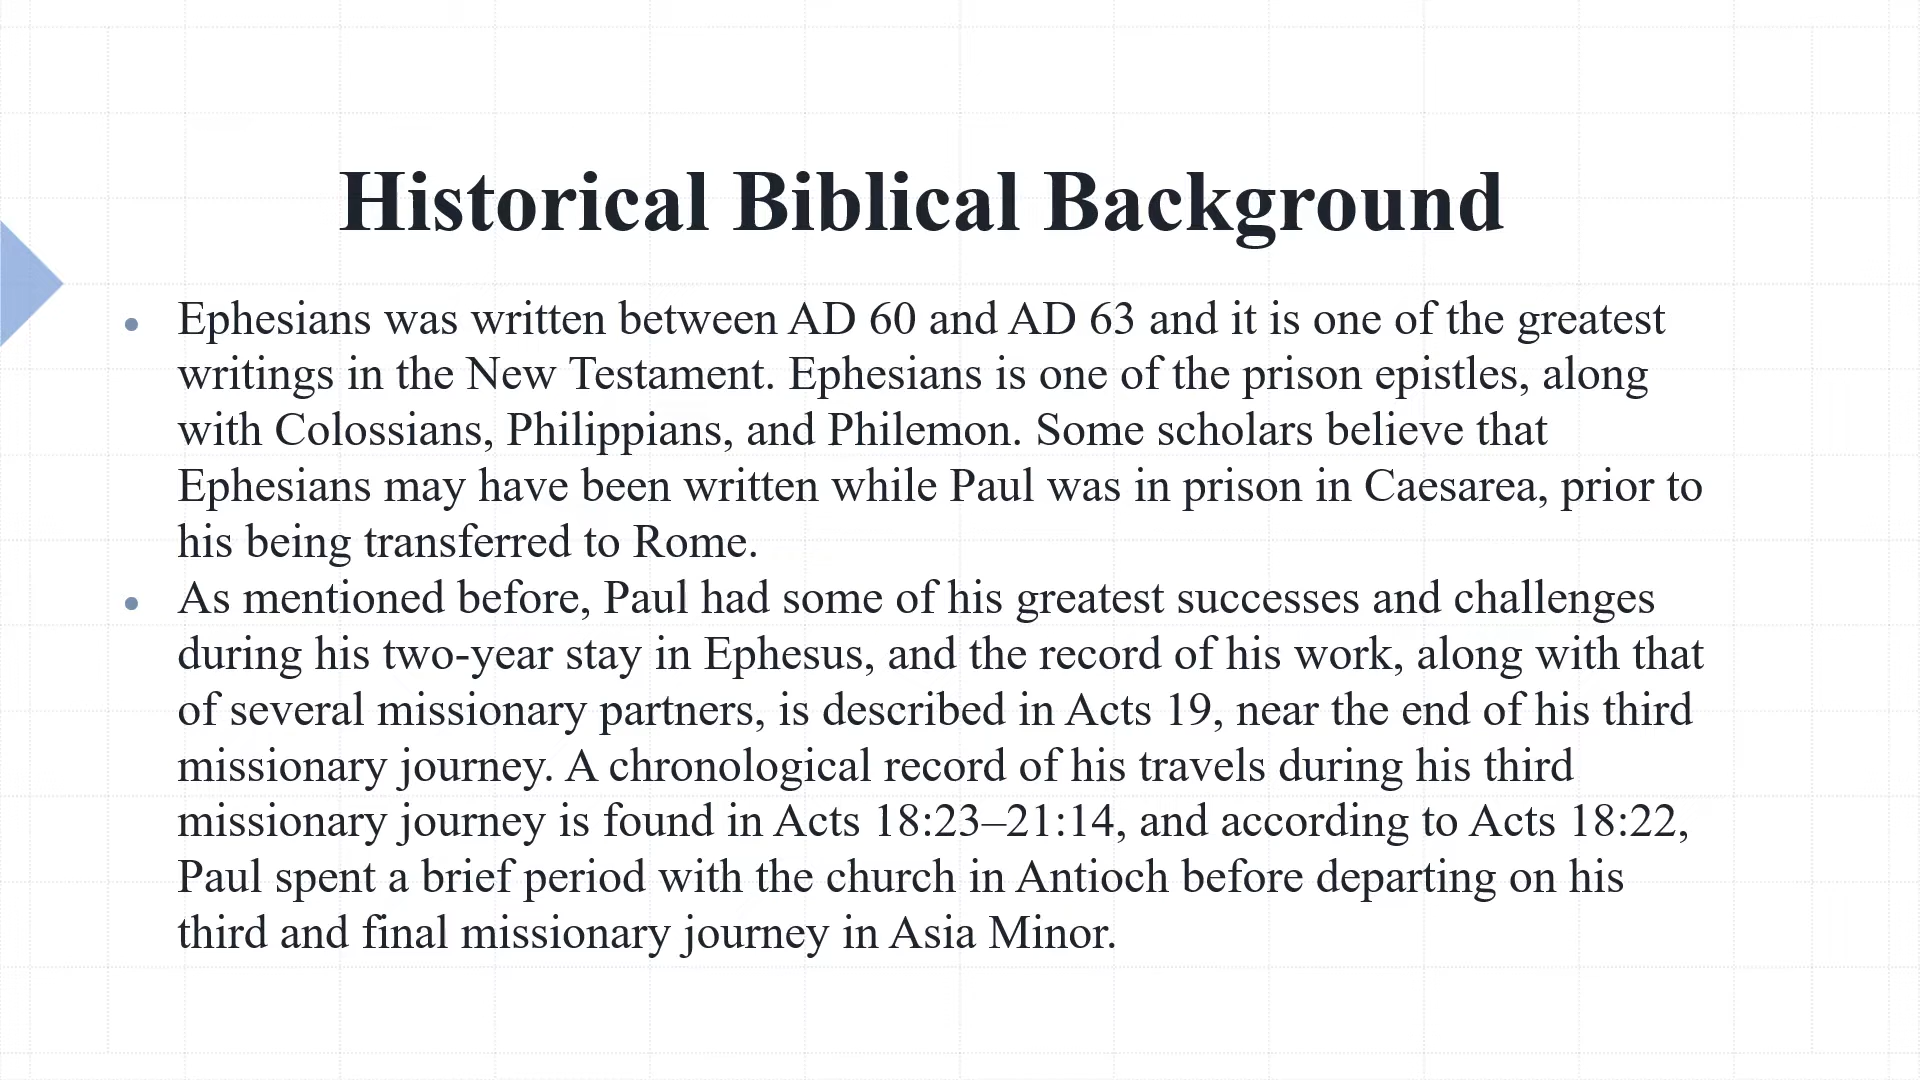 Historical Biblical Background
• Ephesians was written between AD 60 and AD 63 and it is one of the greatest
writings in the New Testament. Ephesians is one of the prison epistles, along
with Colossians, Philippians, and Philemon. Some scholars believe that
Ephesians may have been written while Paul was in prison in Caesarea, prior to
his being transferred to Rome.
• As mentioned before, Paul had some of his greatest successes and challenges
during his two-year stay in Ephesus, and the record of his work, along with that
of several missionary partners, is described in Acts 19, near the end of his third
missionary journey. A chronological record of his travels during his third
missionary journey is found in Acts 18:23–21:14, and according to Acts 18:22,
Paul spent a brief period with the church in Antioch before departing on his
third and final missionary journey in Asia Minor.